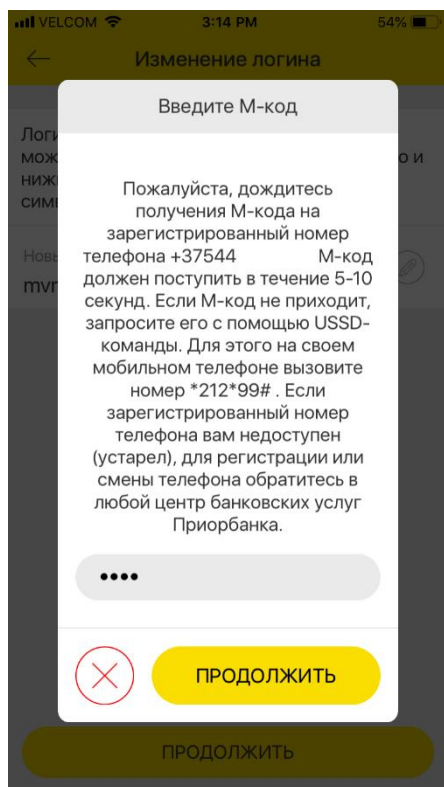 VELCOM 3:14 PM 54%
Изменение логина
Введите М-код
Пожалуйста, дождитесь
получения М-кода на
зарегистрированный номер
телефона +37544 М-код
должен поступить в течение 5-10
секунд. Если М-код не приходит,
запросите его с помощью USSD-
команды. Для этого на своем
мобильном телефоне вызовите
номер *212*99# . Если
зарегистрированный номер
телефона вам недоступен
(устарел), для регистрации или
смены телефона обратитесь в
любой центр банковских услуг
Приорбанка.
••••
ПРОДОЛЖИТЬ
ПРОДОЛЖИТЬ